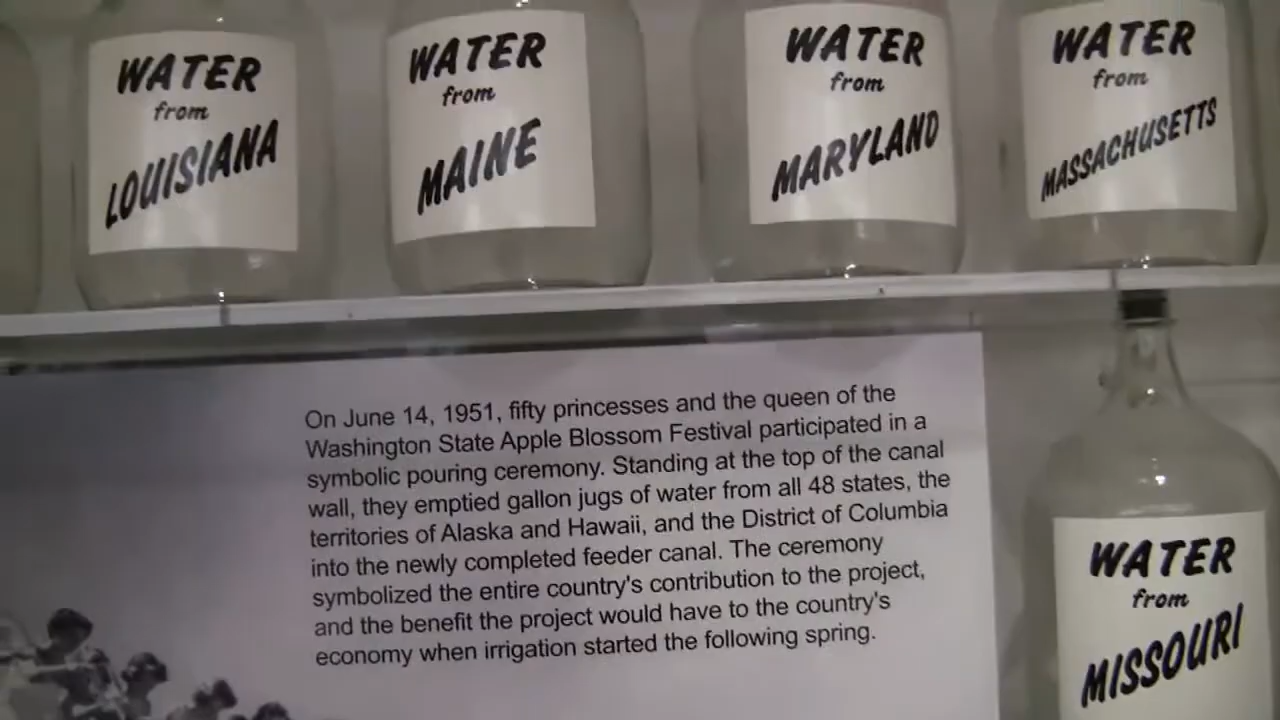 WATER
from
LOUISIANA
WATER
from
MAINE
WATER
from
MARYLAND
WATER
from
MASSACHUSETTS
On June 14, 1951, fifty princesses and the queen of the
Washington State Apple Blossom Festival participated in a
symbolic pouring ceremony. Standing at the top of the canal
wall, they emptied gallon jugs of water from all 48 states, the
territories of Alaska and Hawaii, and the District of Columbia
into the newly completed feeder canal. The ceremony
symbolized the entire country's contribution to the project,
and the benefit the project would have to the country's
economy when irrigation started the following spring.
WATER
from
MISSOURI